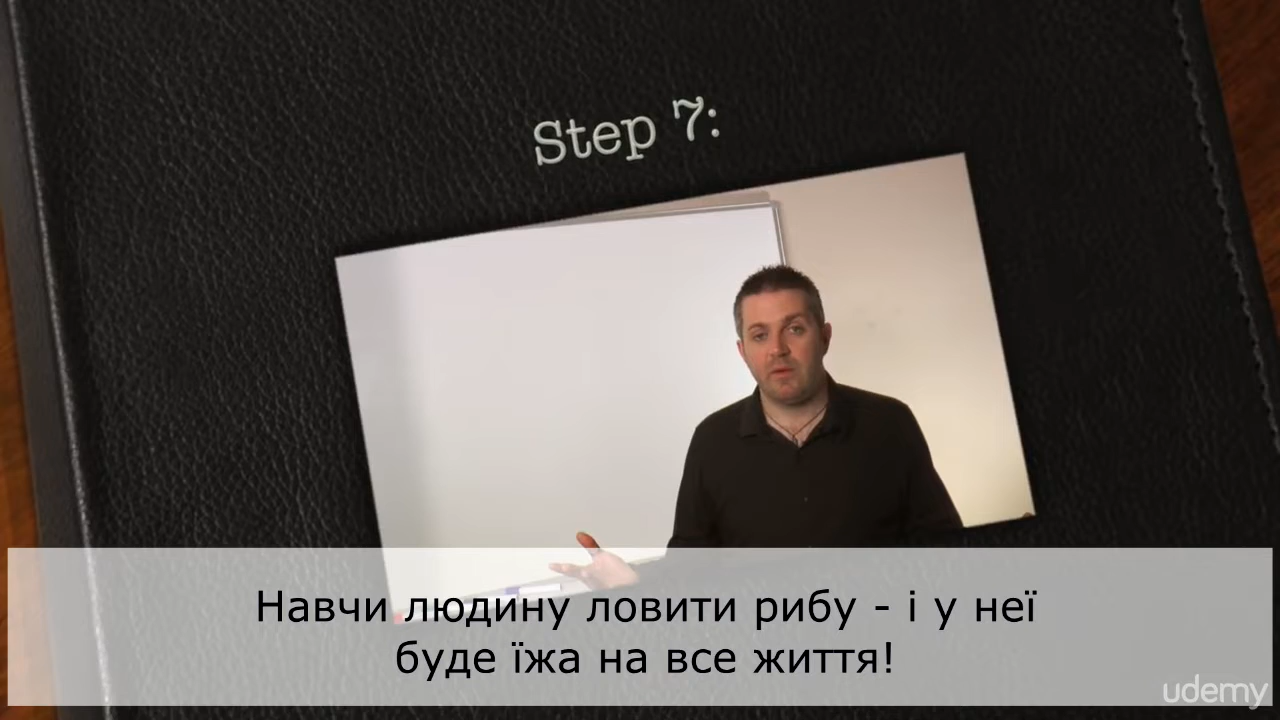 Step 7:
Навчи людину ловити рибу - і у неї
буде їжа на все життя!
udemy